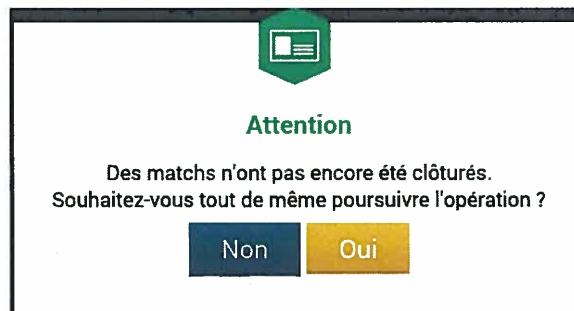 Attention
Des matchs n'ont pas encore été clôturés.
Souhaitez-vous tout de même poursuivre l'opération ?
Non Oui